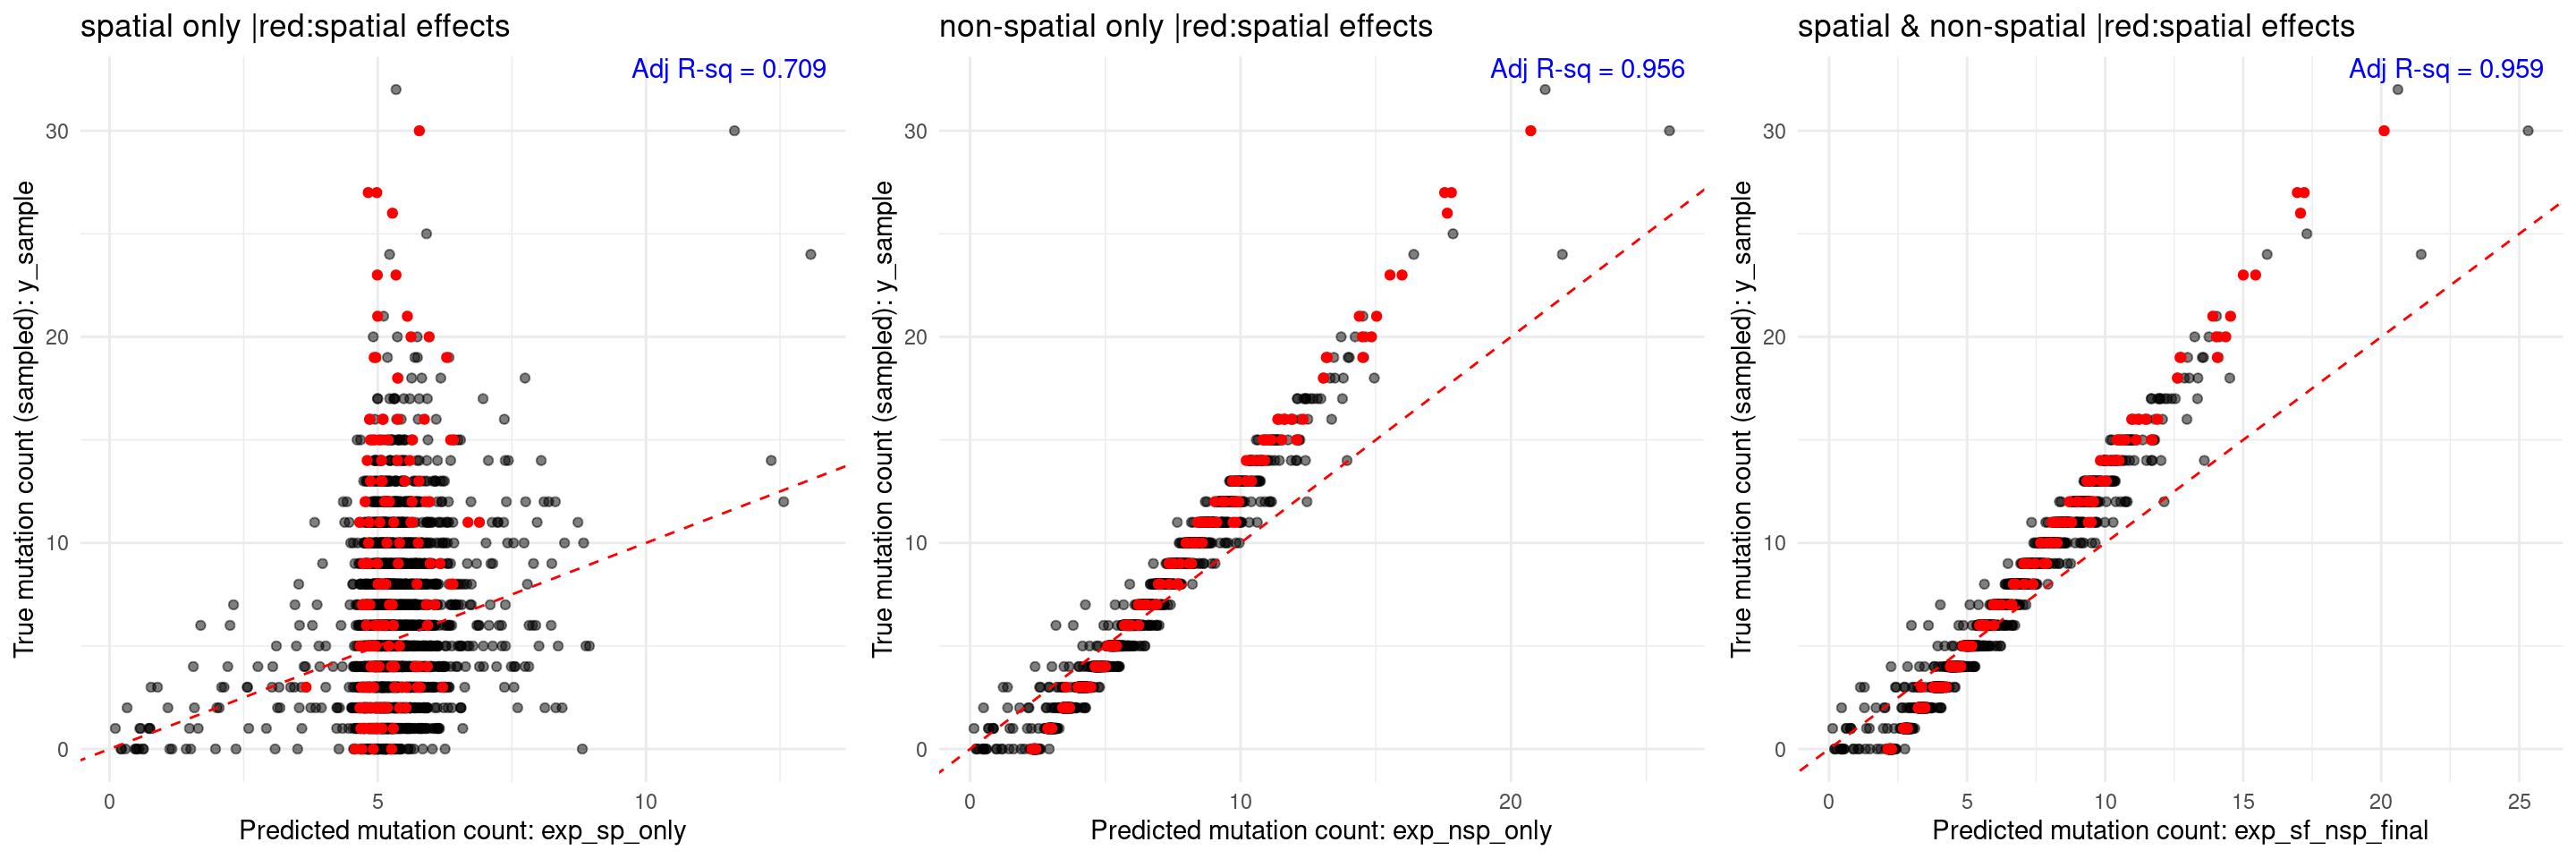 spatial only |red:spatial effects
Adj R-sq = 0.709
True mutation count (sampled): y_sample
30
20
10
0
0
5
10
Predicted mutation count: exp_sp_only
non-spatial only |red:spatial effects
Adj R-sq = 0.956
True mutation count (sampled): y_sample
30
20
10
0
0
10
20
Predicted mutation count: exp_nsp_only
spatial & non-spatial |red:spatial effects
Adj R-sq = 0.959
True mutation count (sampled): y_sample
30
20
10
0
0
5
10
15
20
25
Predicted mutation count: exp_sf_nsp_final